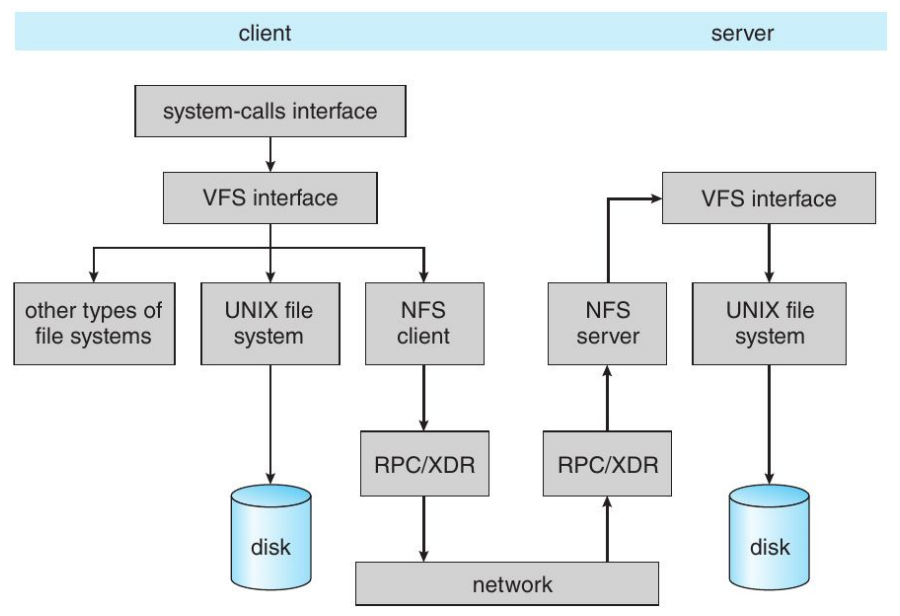 client
server
system-calls interface
VFS interface
VFS interface
other types of
file systems
UNIX file
system
NFS
client
NFS
server
UNIX file
system
RPC/XDR
RPC/XDR
disk
disk
network